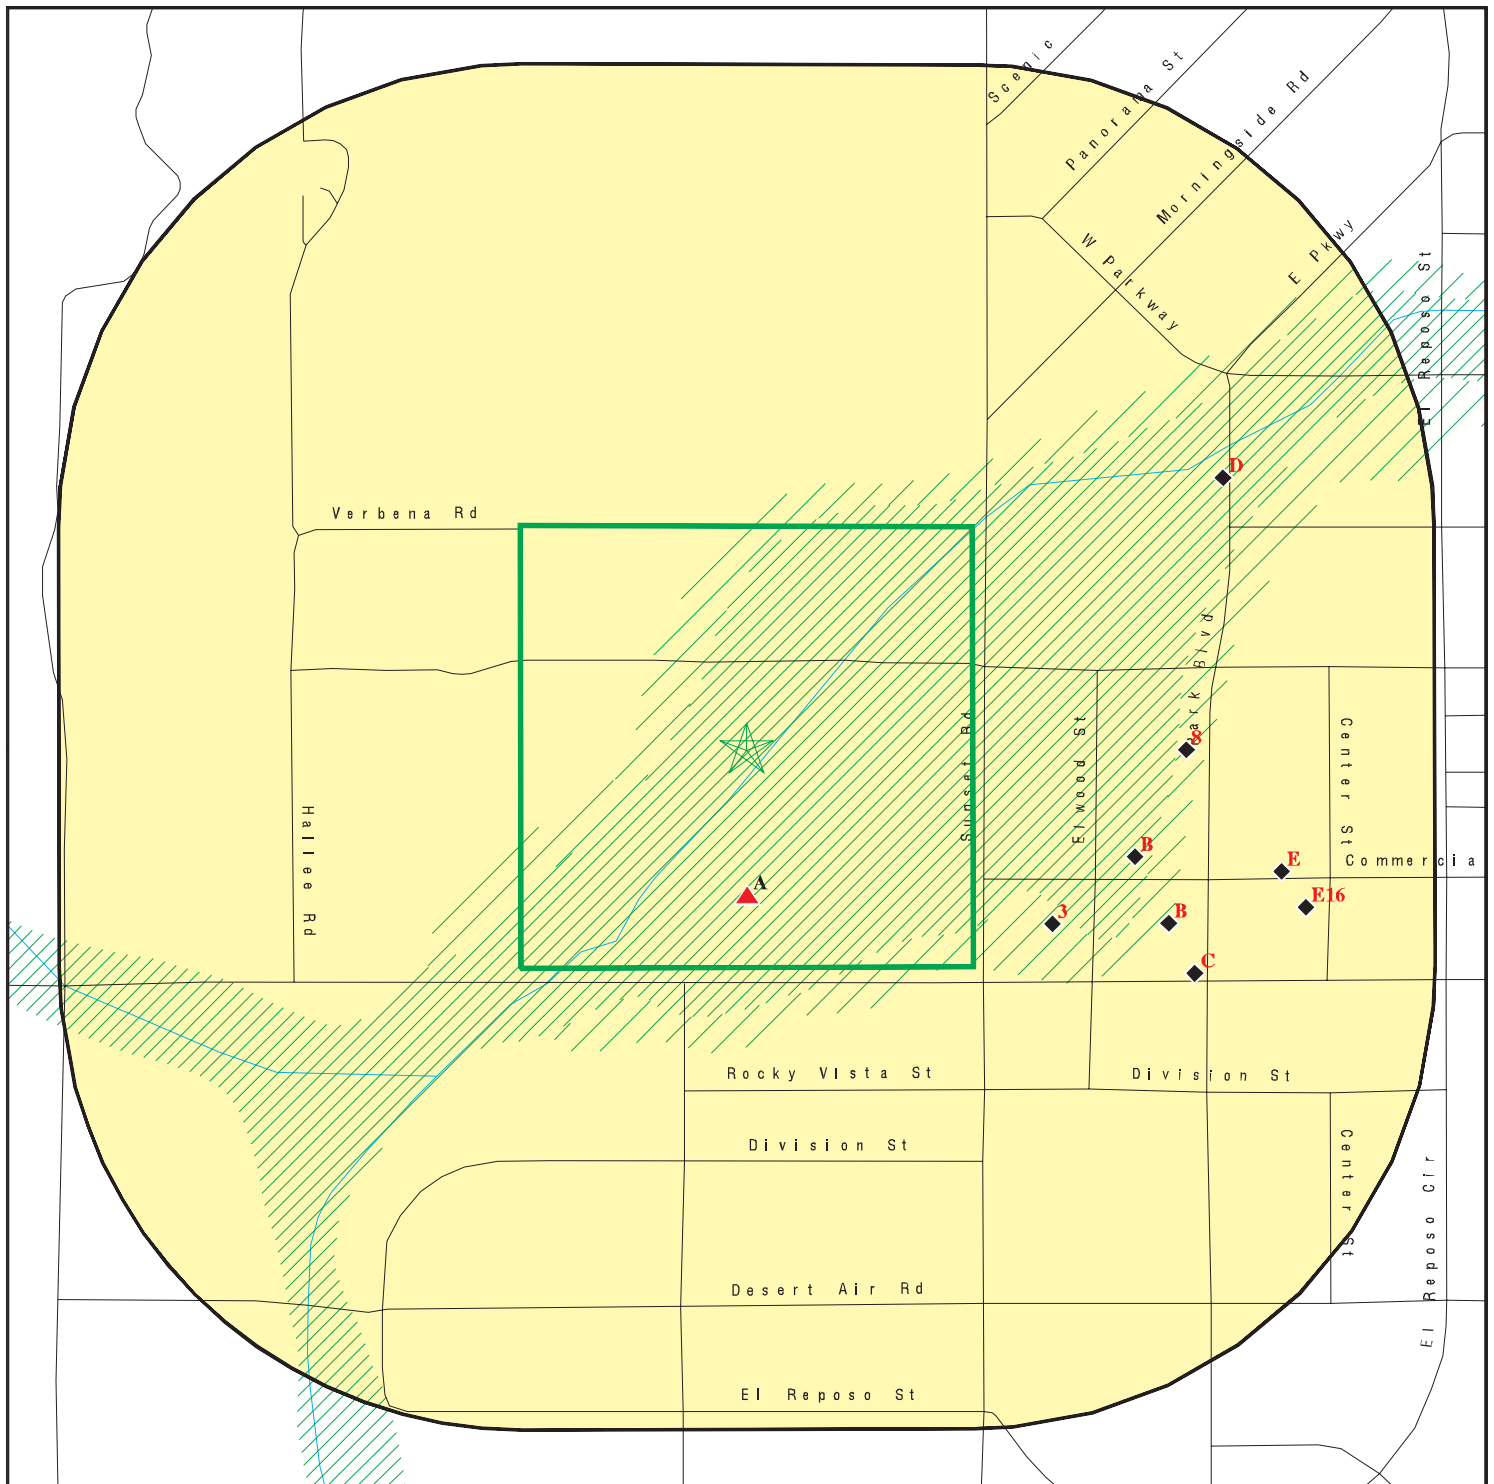 Scenic
Panorama St
Morningside Rd
W Parkway
E Pkwy
El Reposo St
D
Verbena Rd
Park Blvd
8
Sunset Rd
Elwood St
Center St
Hallee Rd
B
E
Commercia
A
E16
3
B
C
Rocky Vista St
Division St
Division St
Center St
El Reposo Cir
Desert Air Rd
El Reposo St